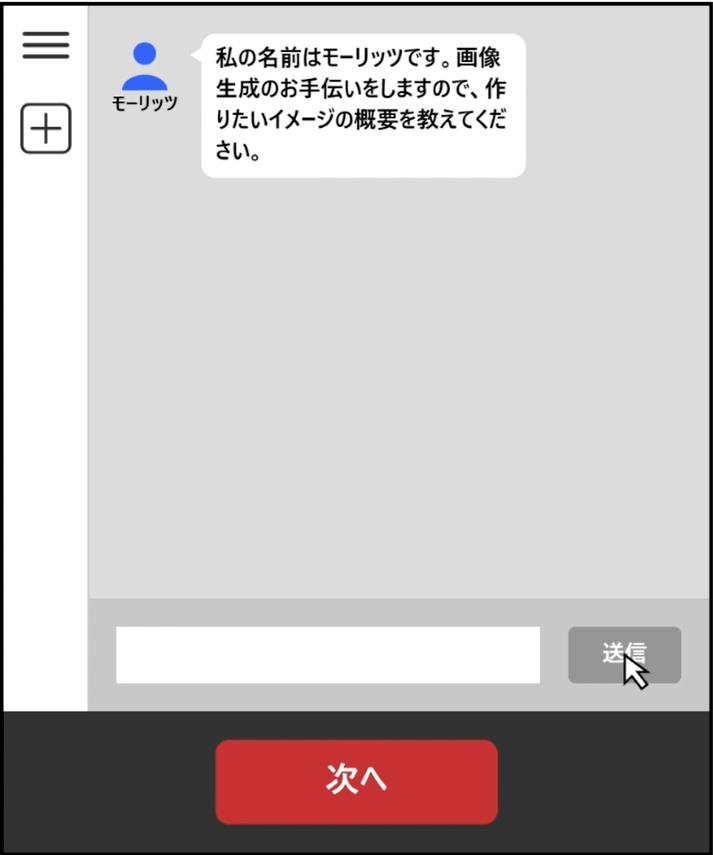 私の名前はモーリッツです。画像
生成のお手伝いをしますので、作
りたいイメージの概要を教えてくだ
さい。
モーリッツ
送信
次へ